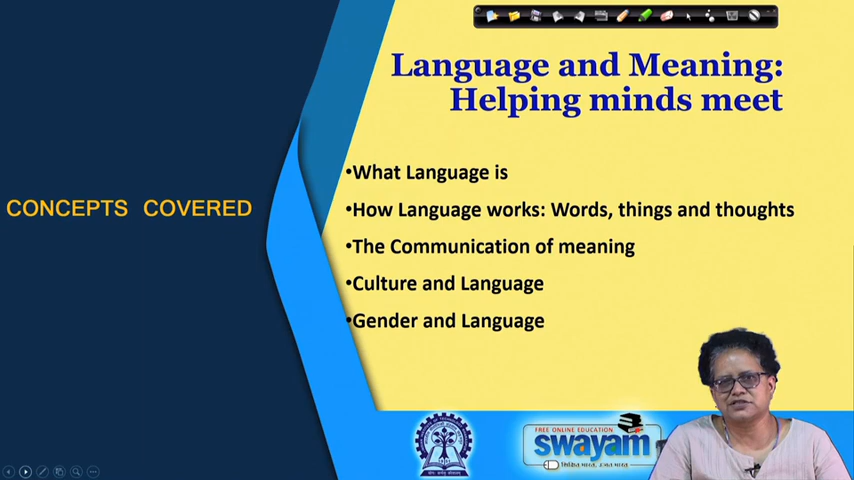 Language and Meaning:
Helping minds meet
CONCEPTS COVERED
•What Language is
•How Language works: Words, things and thoughts
•The Communication of meaning
•Culture and Language
•Gender and Language
FREE ONLINE EDUCATION
swayam